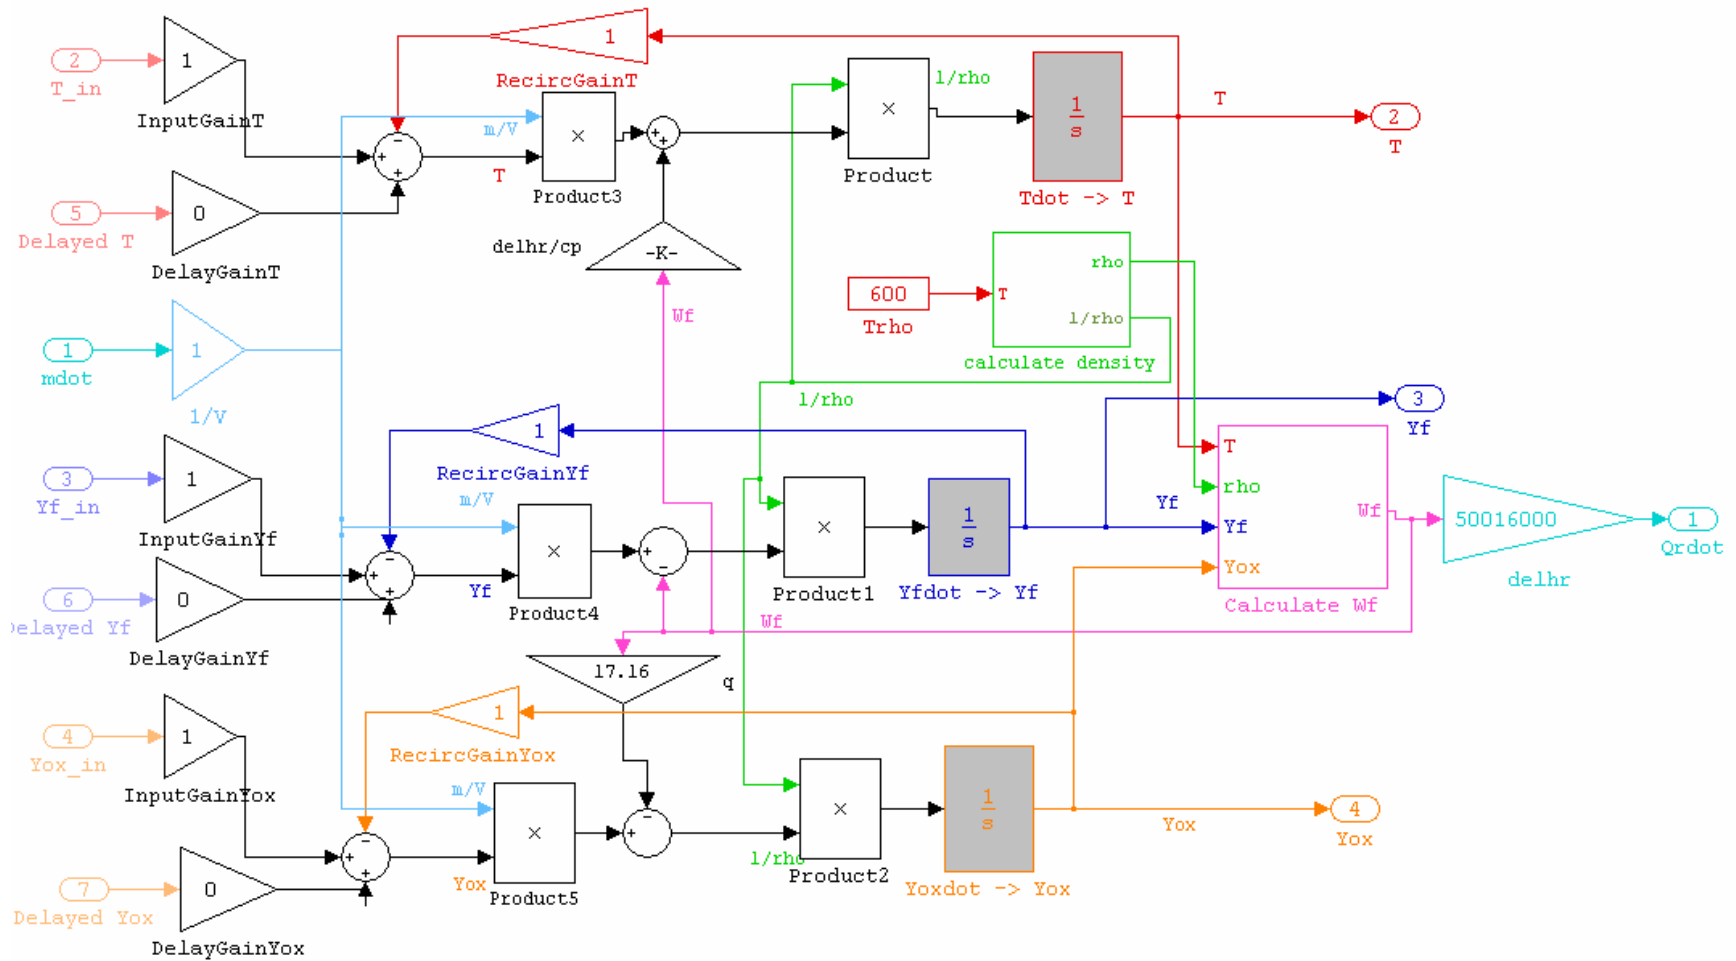 2
T_in
1
InputGainT
1
RecircGainT
5
Delayed T
0
DelayGainT
−
+
+
m/V
T
×
Product3
+
+
delhr/cp
-K-
Wf
×
Product
1/rho
1
s
Tdot -> T
T
2
T
600
Trho
T
rho
1/rho
calculate density
1/rho
1
mdot
1
1/V
3
Yf_in
1
InputGainYf
1
RecircGainYf
6
Delayed Yf
0
DelayGainYf
−
+
+
m/V
Yf
×
Product4
+
−
×
Product1
1
s
Yfdot -> Yf
Yf
3
Yf
T
rho
Yf
Yox
Wf
Calculate Wf
50016000
delhr
1
Qrdot
Wf
17.16
q
4
Yox_in
1
InputGainYox
1
RecircGainYox
7
Delayed Yox
0
DelayGainYox
−
+
+
m/V
Yox
×
Product5
−
+
1/rho
×
Product2
1
s
Yoxdot -> Yox
Yox
4
Yox